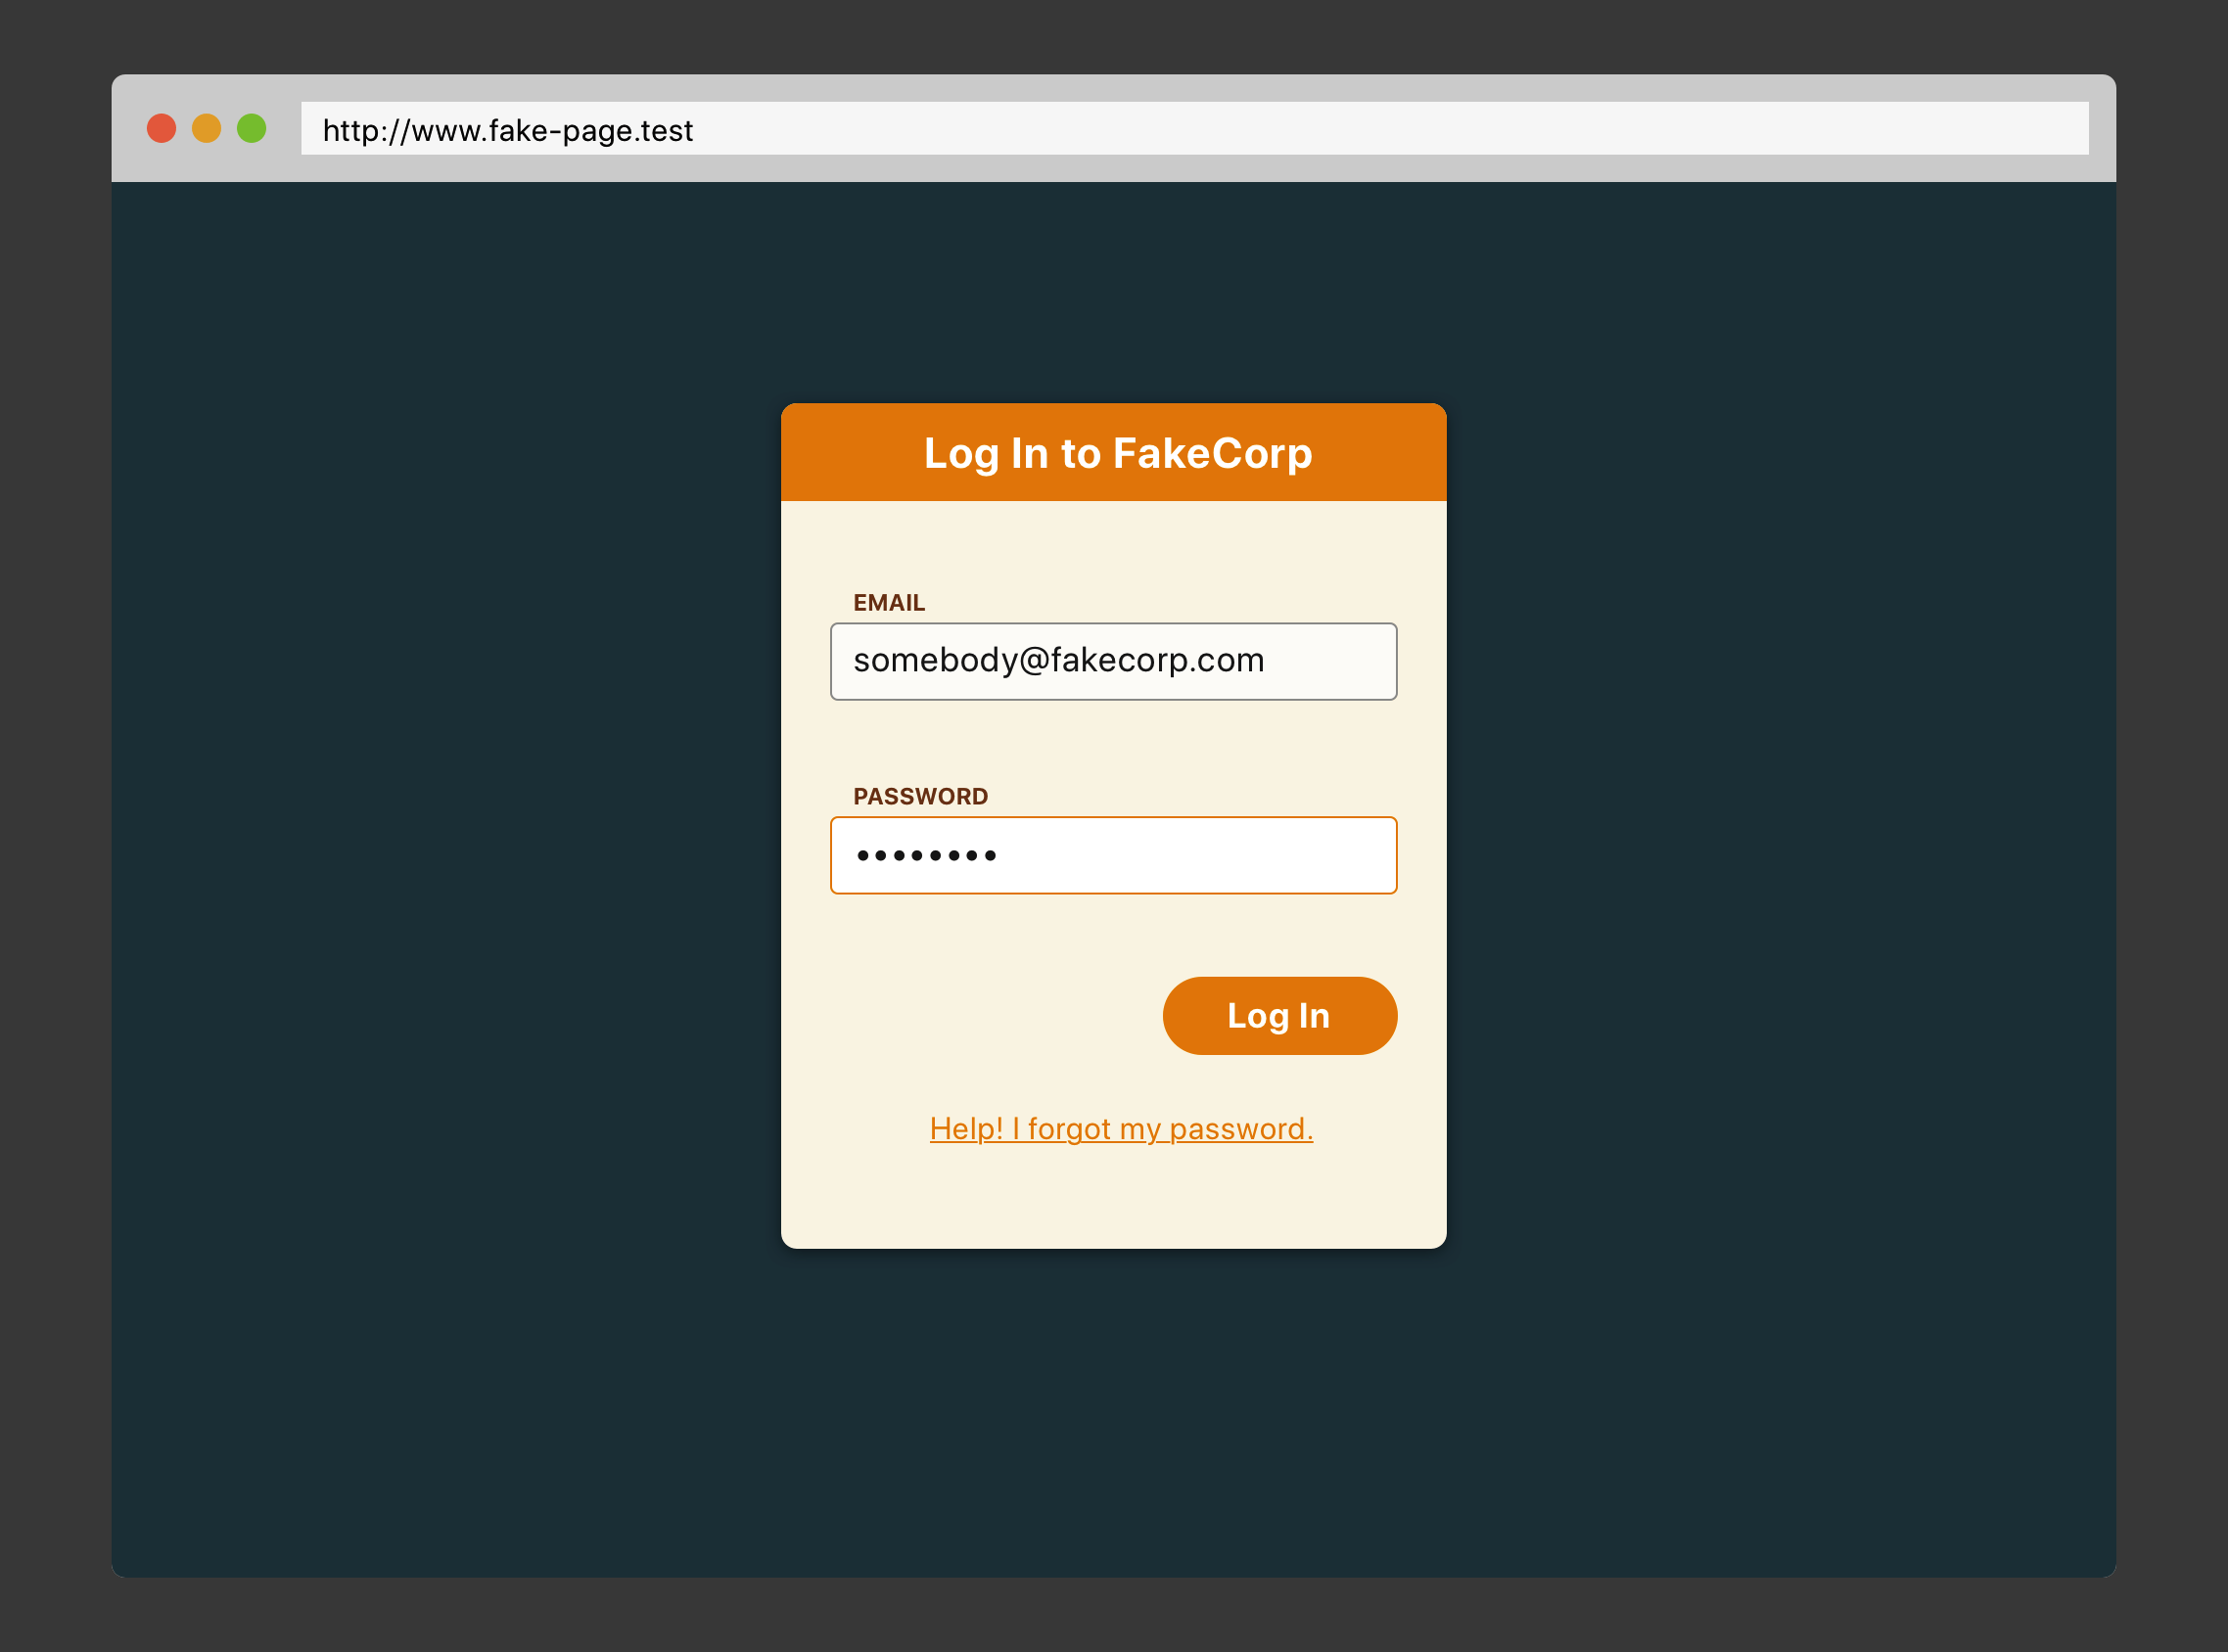 http://www.fake-page.test
Log In to FakeCorp
EMAIL
somebody@fakecorp.com
PASSWORD
••••••••
Log In
Help! I forgot my password.